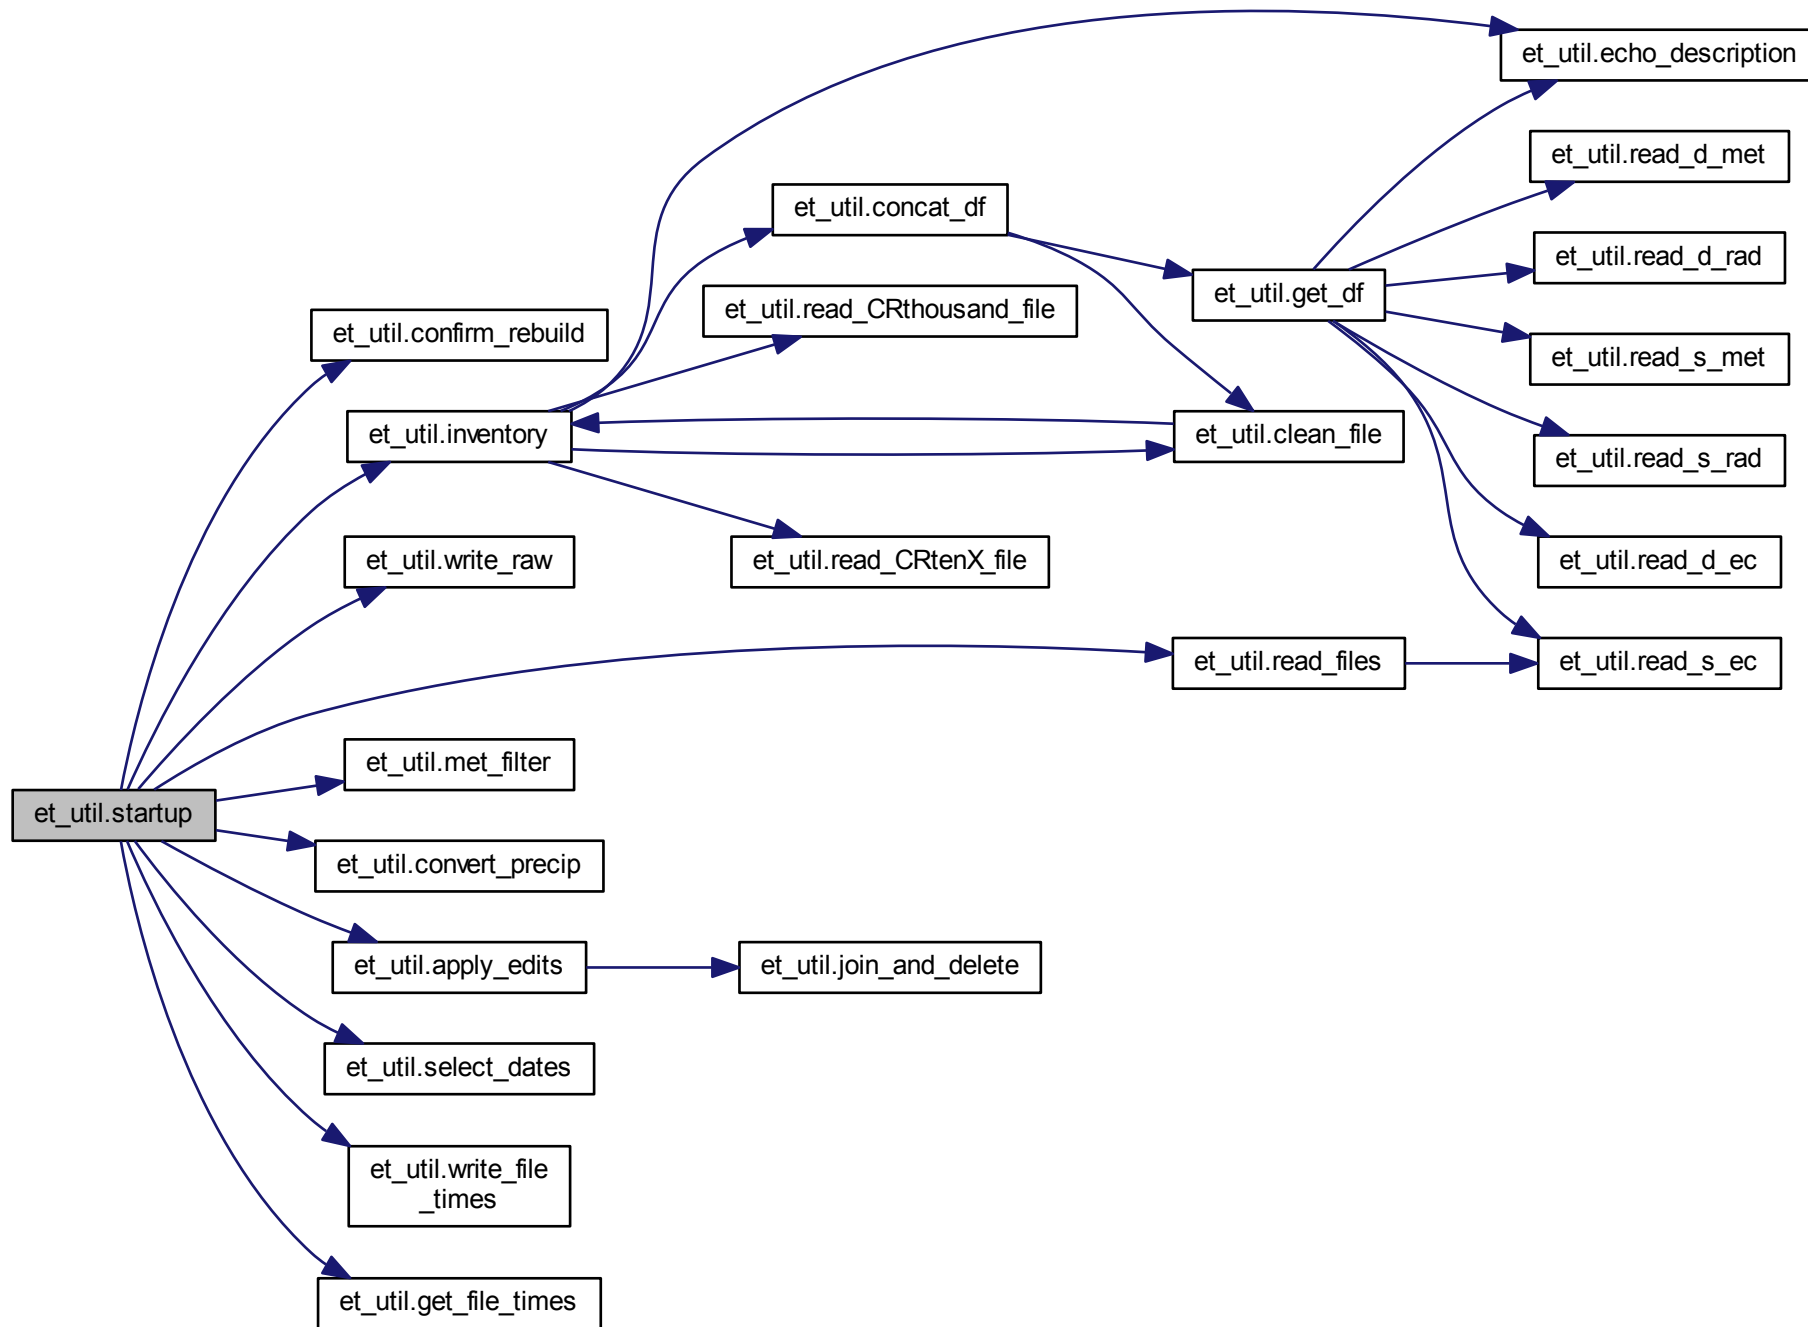 et_util.echo_description
et_util.read_d_met
et_util.concat_df
et_util.read_d_rad
et_util.get_df
et_util.read_CRthousand_file
et_util.confirm_rebuild
et_util.read_s_met
et_util.inventory
et_util.clean_file
et_util.read_s_rad
et_util.write_raw
et_util.read_CRtenX_file
et_util.read_d_ec
et_util.read_files
et_util.read_s_ec
et_util.met_filter
et_util.startup
et_util.convert_precip
et_util.apply_edits
et_util.join_and_delete
et_util.select_dates
et_util.write_file
_times
et_util.get_file_times